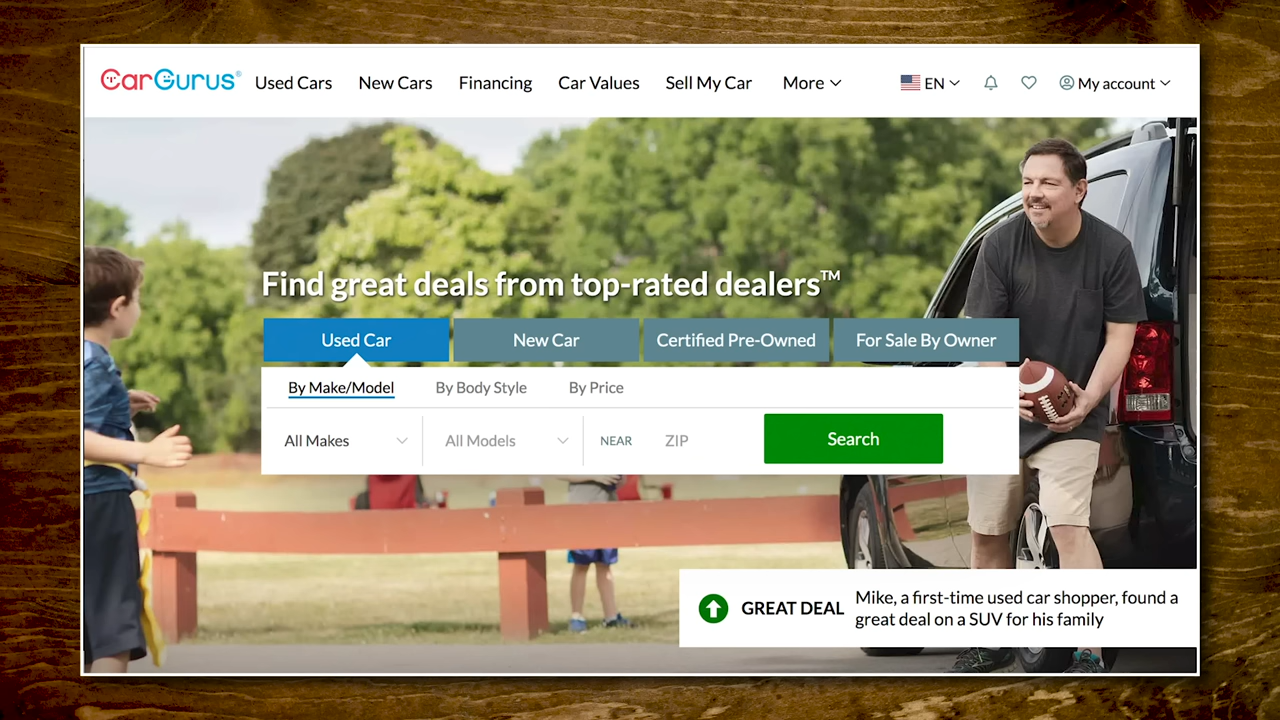 CarGurus®
Used Cars New Cars Financing Car Values Sell My Car More EN My account
Find great deals from top-rated dealers™
Used Car New Car Certified Pre-Owned For Sale By Owner
By Make/Model By Body Style By Price
All Makes All Models NEAR ZIP Search
GREAT DEAL
Mike, a first-time used car shopper, found a
great deal on a SUV for his family